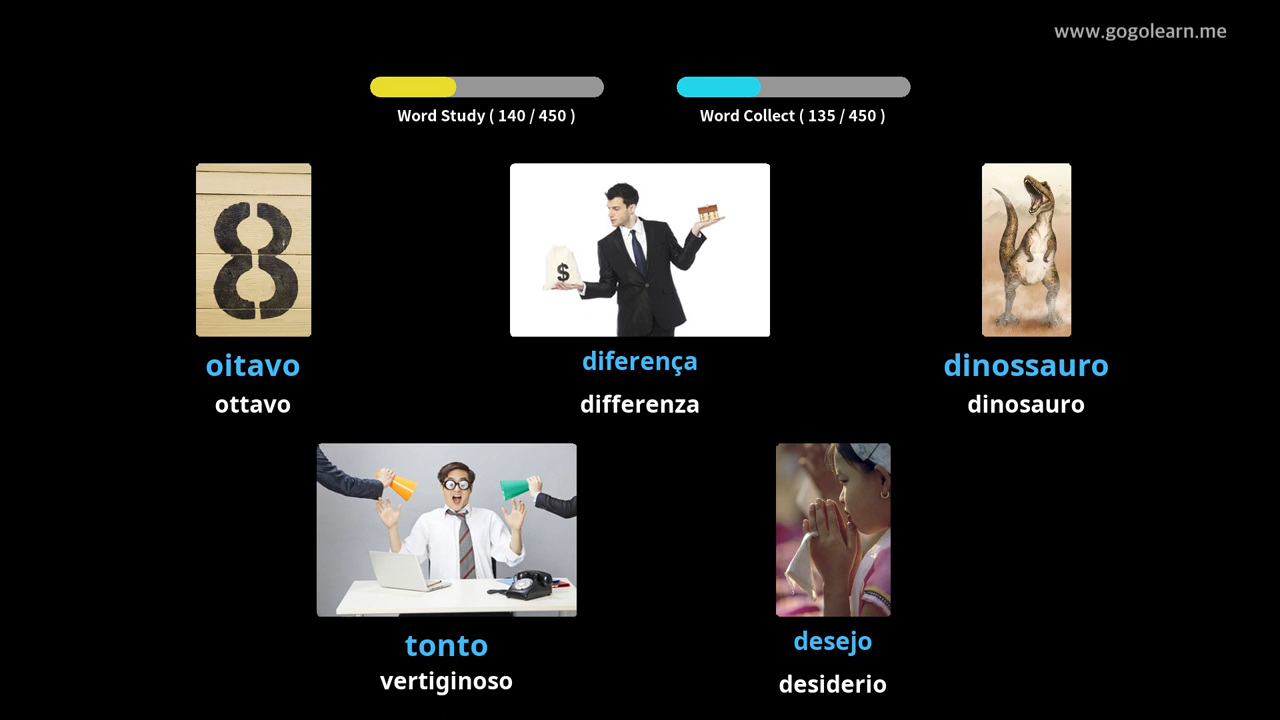 www.gogolearn.me
Word Study ( 140 / 450 )
Word Collect ( 135 / 450 )
8
$
oitavo
diferença
dinossauro
ottavo
differenza
dinosauro
tonto
desejo
vertiginoso
desiderio